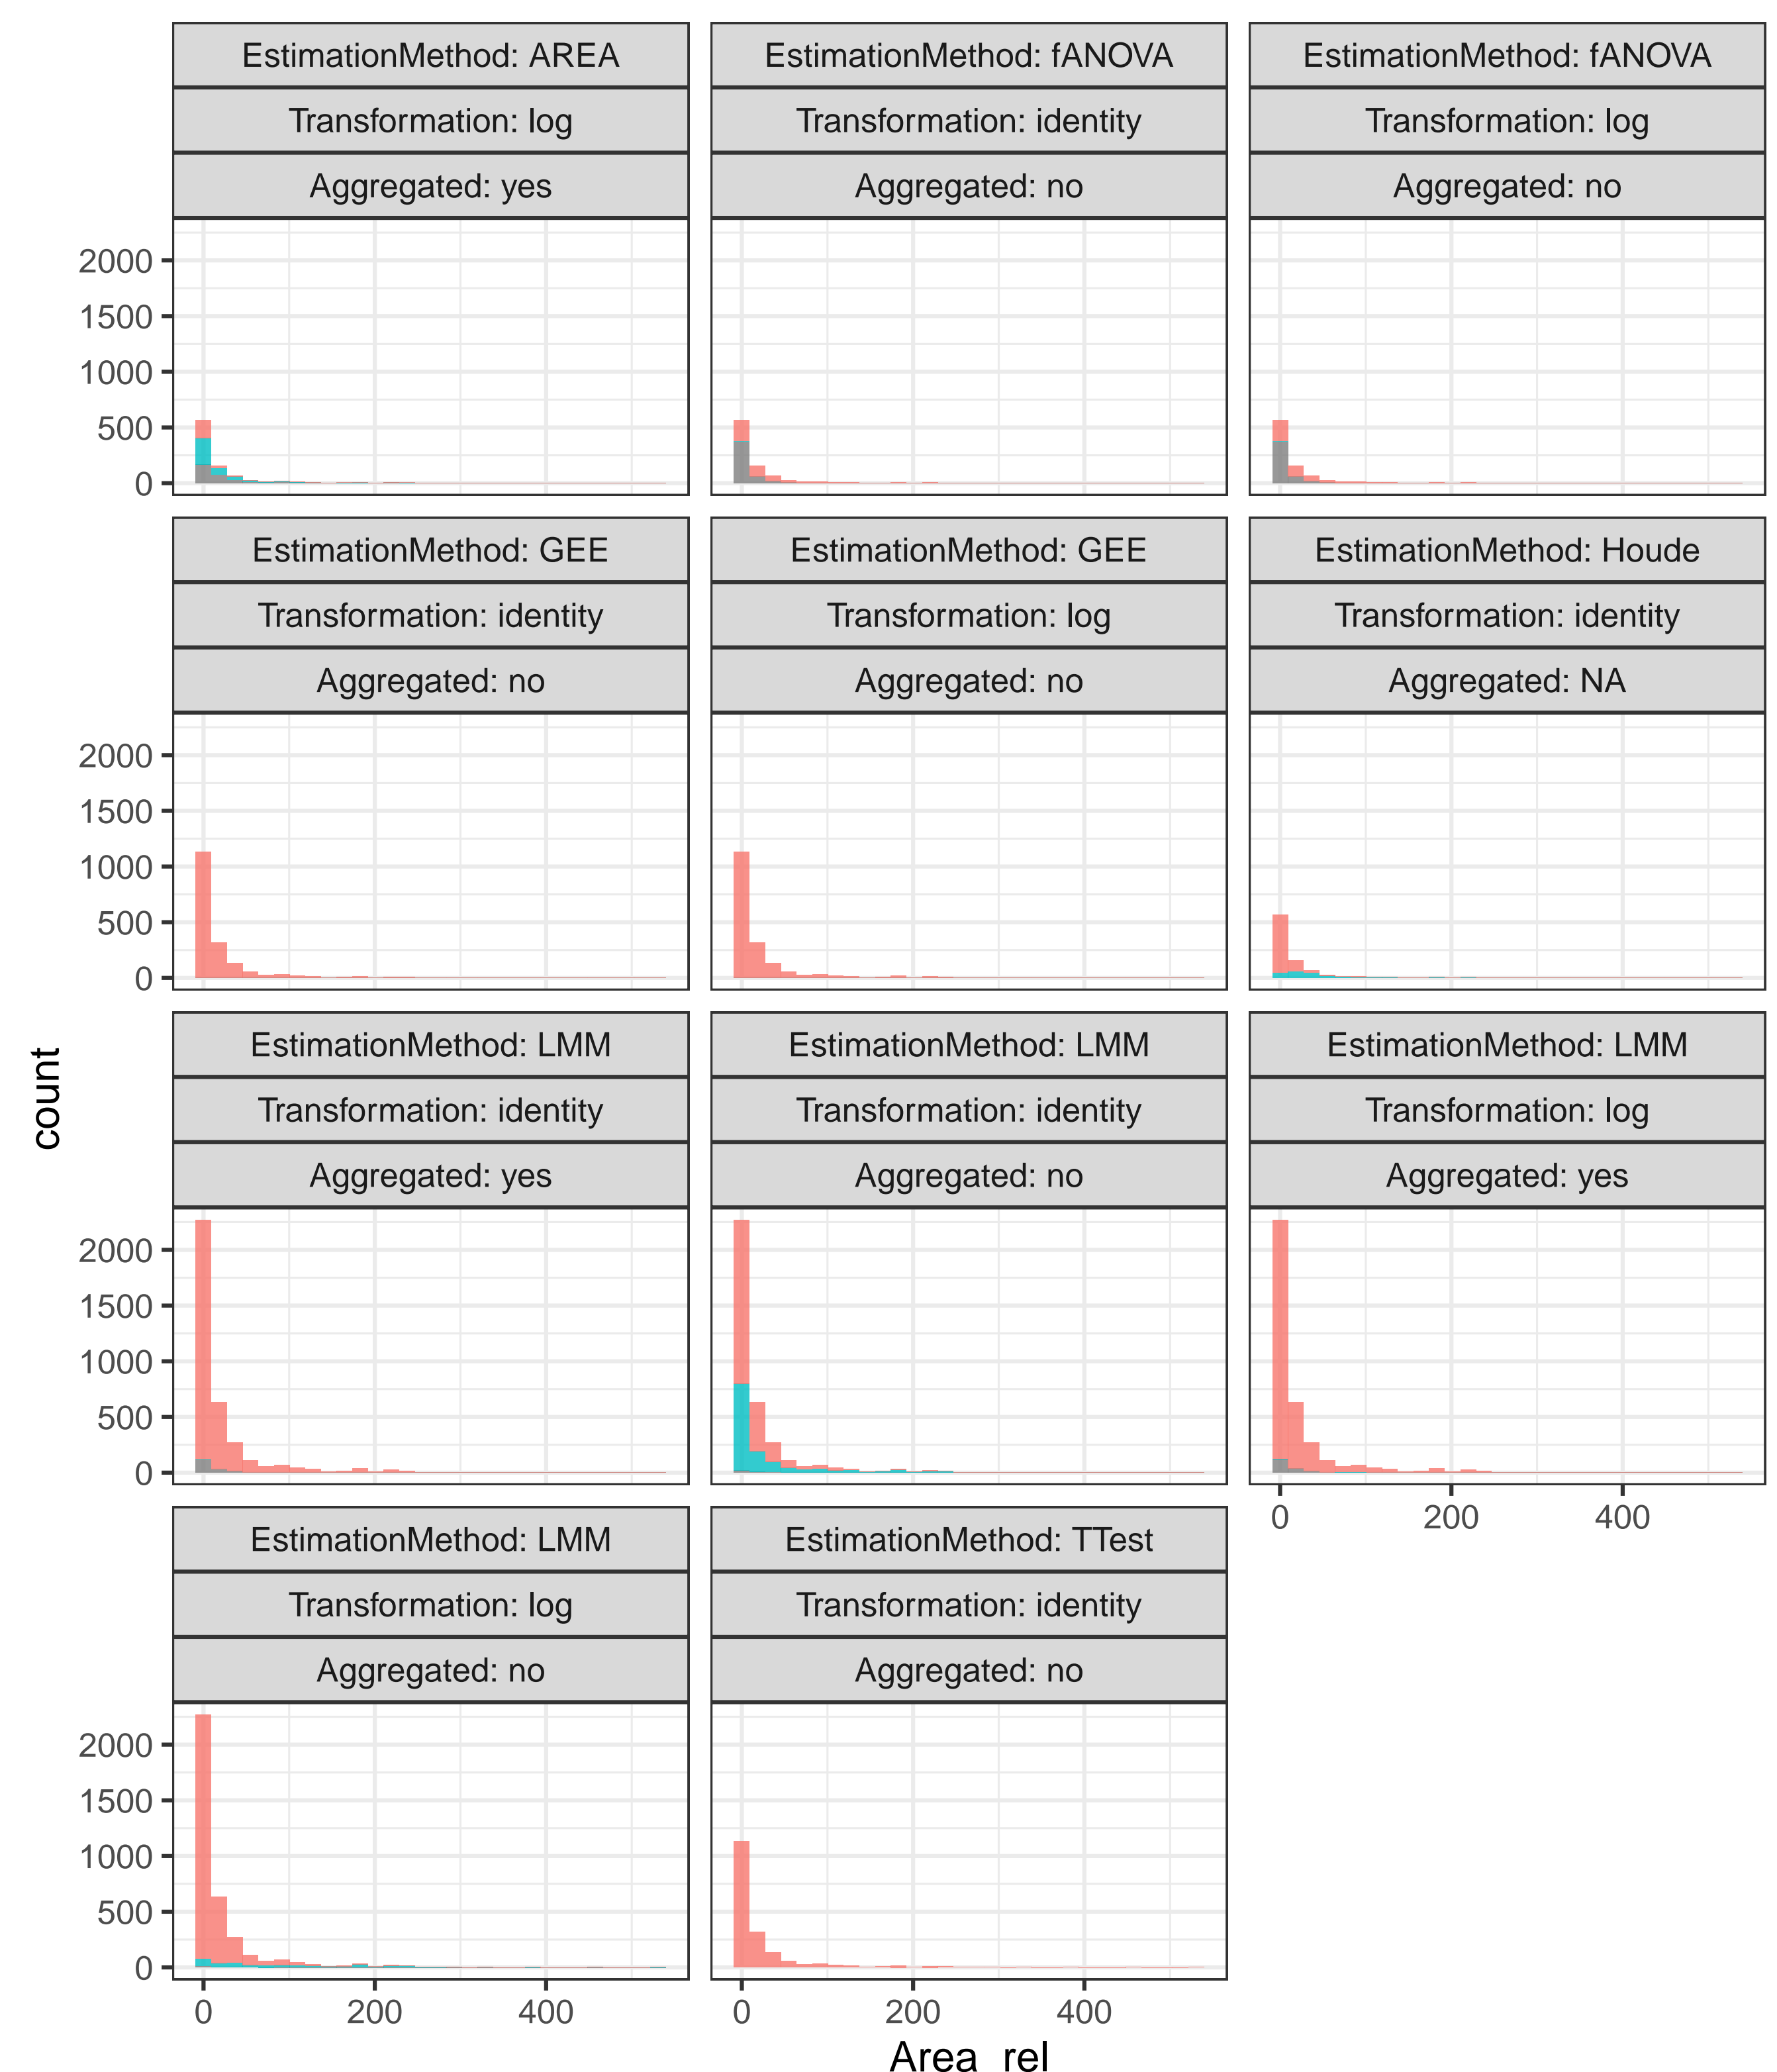 EstimationMethod: AREA
Transformation: log
Aggregated: yes
EstimationMethod: fANOVA
Transformation: identity
Aggregated: no
EstimationMethod: fANOVA
Transformation: log
Aggregated: no
2000
1500
1000
500
0
EstimationMethod: GEE
Transformation: identity
Aggregated: no
EstimationMethod: GEE
Transformation: log
Aggregated: no
EstimationMethod: Houde
Transformation: identity
Aggregated: NA
2000
1500
1000
500
0
count
EstimationMethod: LMM
Transformation: identity
Aggregated: yes
EstimationMethod: LMM
Transformation: identity
Aggregated: no
EstimationMethod: LMM
Transformation: log
Aggregated: yes
2000
1500
1000
500
0
0 200 400
EstimationMethod: LMM
Transformation: log
Aggregated: no
EstimationMethod: TTest
Transformation: identity
Aggregated: no
2000
1500
1000
500
0
0 200 400
0 200 400
Area_rel